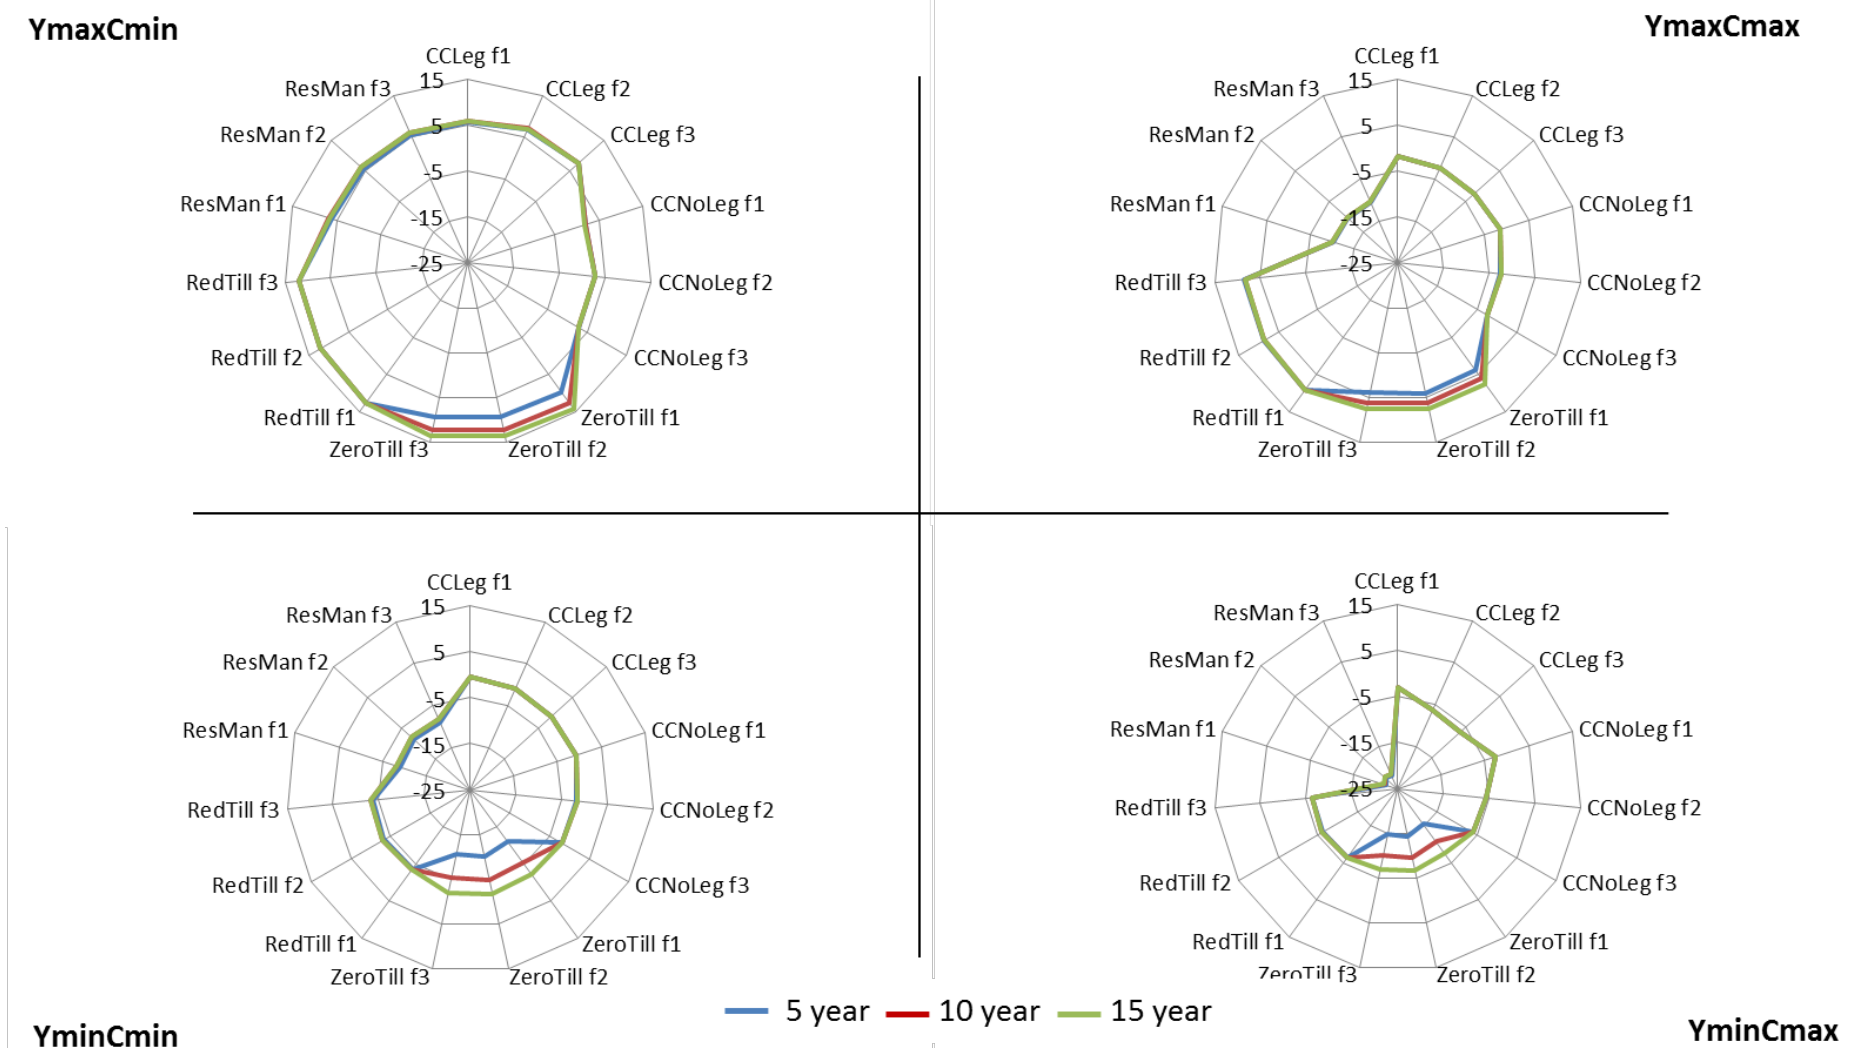 YmaxCmin
YmaxCmax
CCLeg f1
15
ResMan f3
CCLeg f2
5
ResMan f2
CCLeg f3
-5
ResMan f1
CCNoLeg f1
-15
-25
RedTill f3
CCNoLeg f2
RedTill f2
CCNoLeg f3
RedTill f1
ZeroTill f1
ZeroTill f3
ZeroTill f2
CCLeg f1
15
ResMan f3
CCLeg f2
5
ResMan f2
CCLeg f3
-5
ResMan f1
CCNoLeg f1
-15
-25
RedTill f3
CCNoLeg f2
RedTill f2
CCNoLeg f3
RedTill f1
ZeroTill f1
ZeroTill f3
ZeroTill f2
CCLeg f1
15
ResMan f3
CCLeg f2
5
ResMan f2
CCLeg f3
-5
ResMan f1
CCNoLeg f1
-15
-25
RedTill f3
CCNoLeg f2
RedTill f2
CCNoLeg f3
RedTill f1
ZeroTill f1
ZeroTill f3
ZeroTill f2
CCLeg f1
15
ResMan f3
CCLeg f2
5
ResMan f2
CCLeg f3
-5
ResMan f1
CCNoLeg f1
-15
-25
RedTill f3
CCNoLeg f2
RedTill f2
CCNoLeg f3
RedTill f1
ZeroTill f1
ZeroTill f3
ZeroTill f2
5 year 10 year 15 year
YminCmin
YminCmax